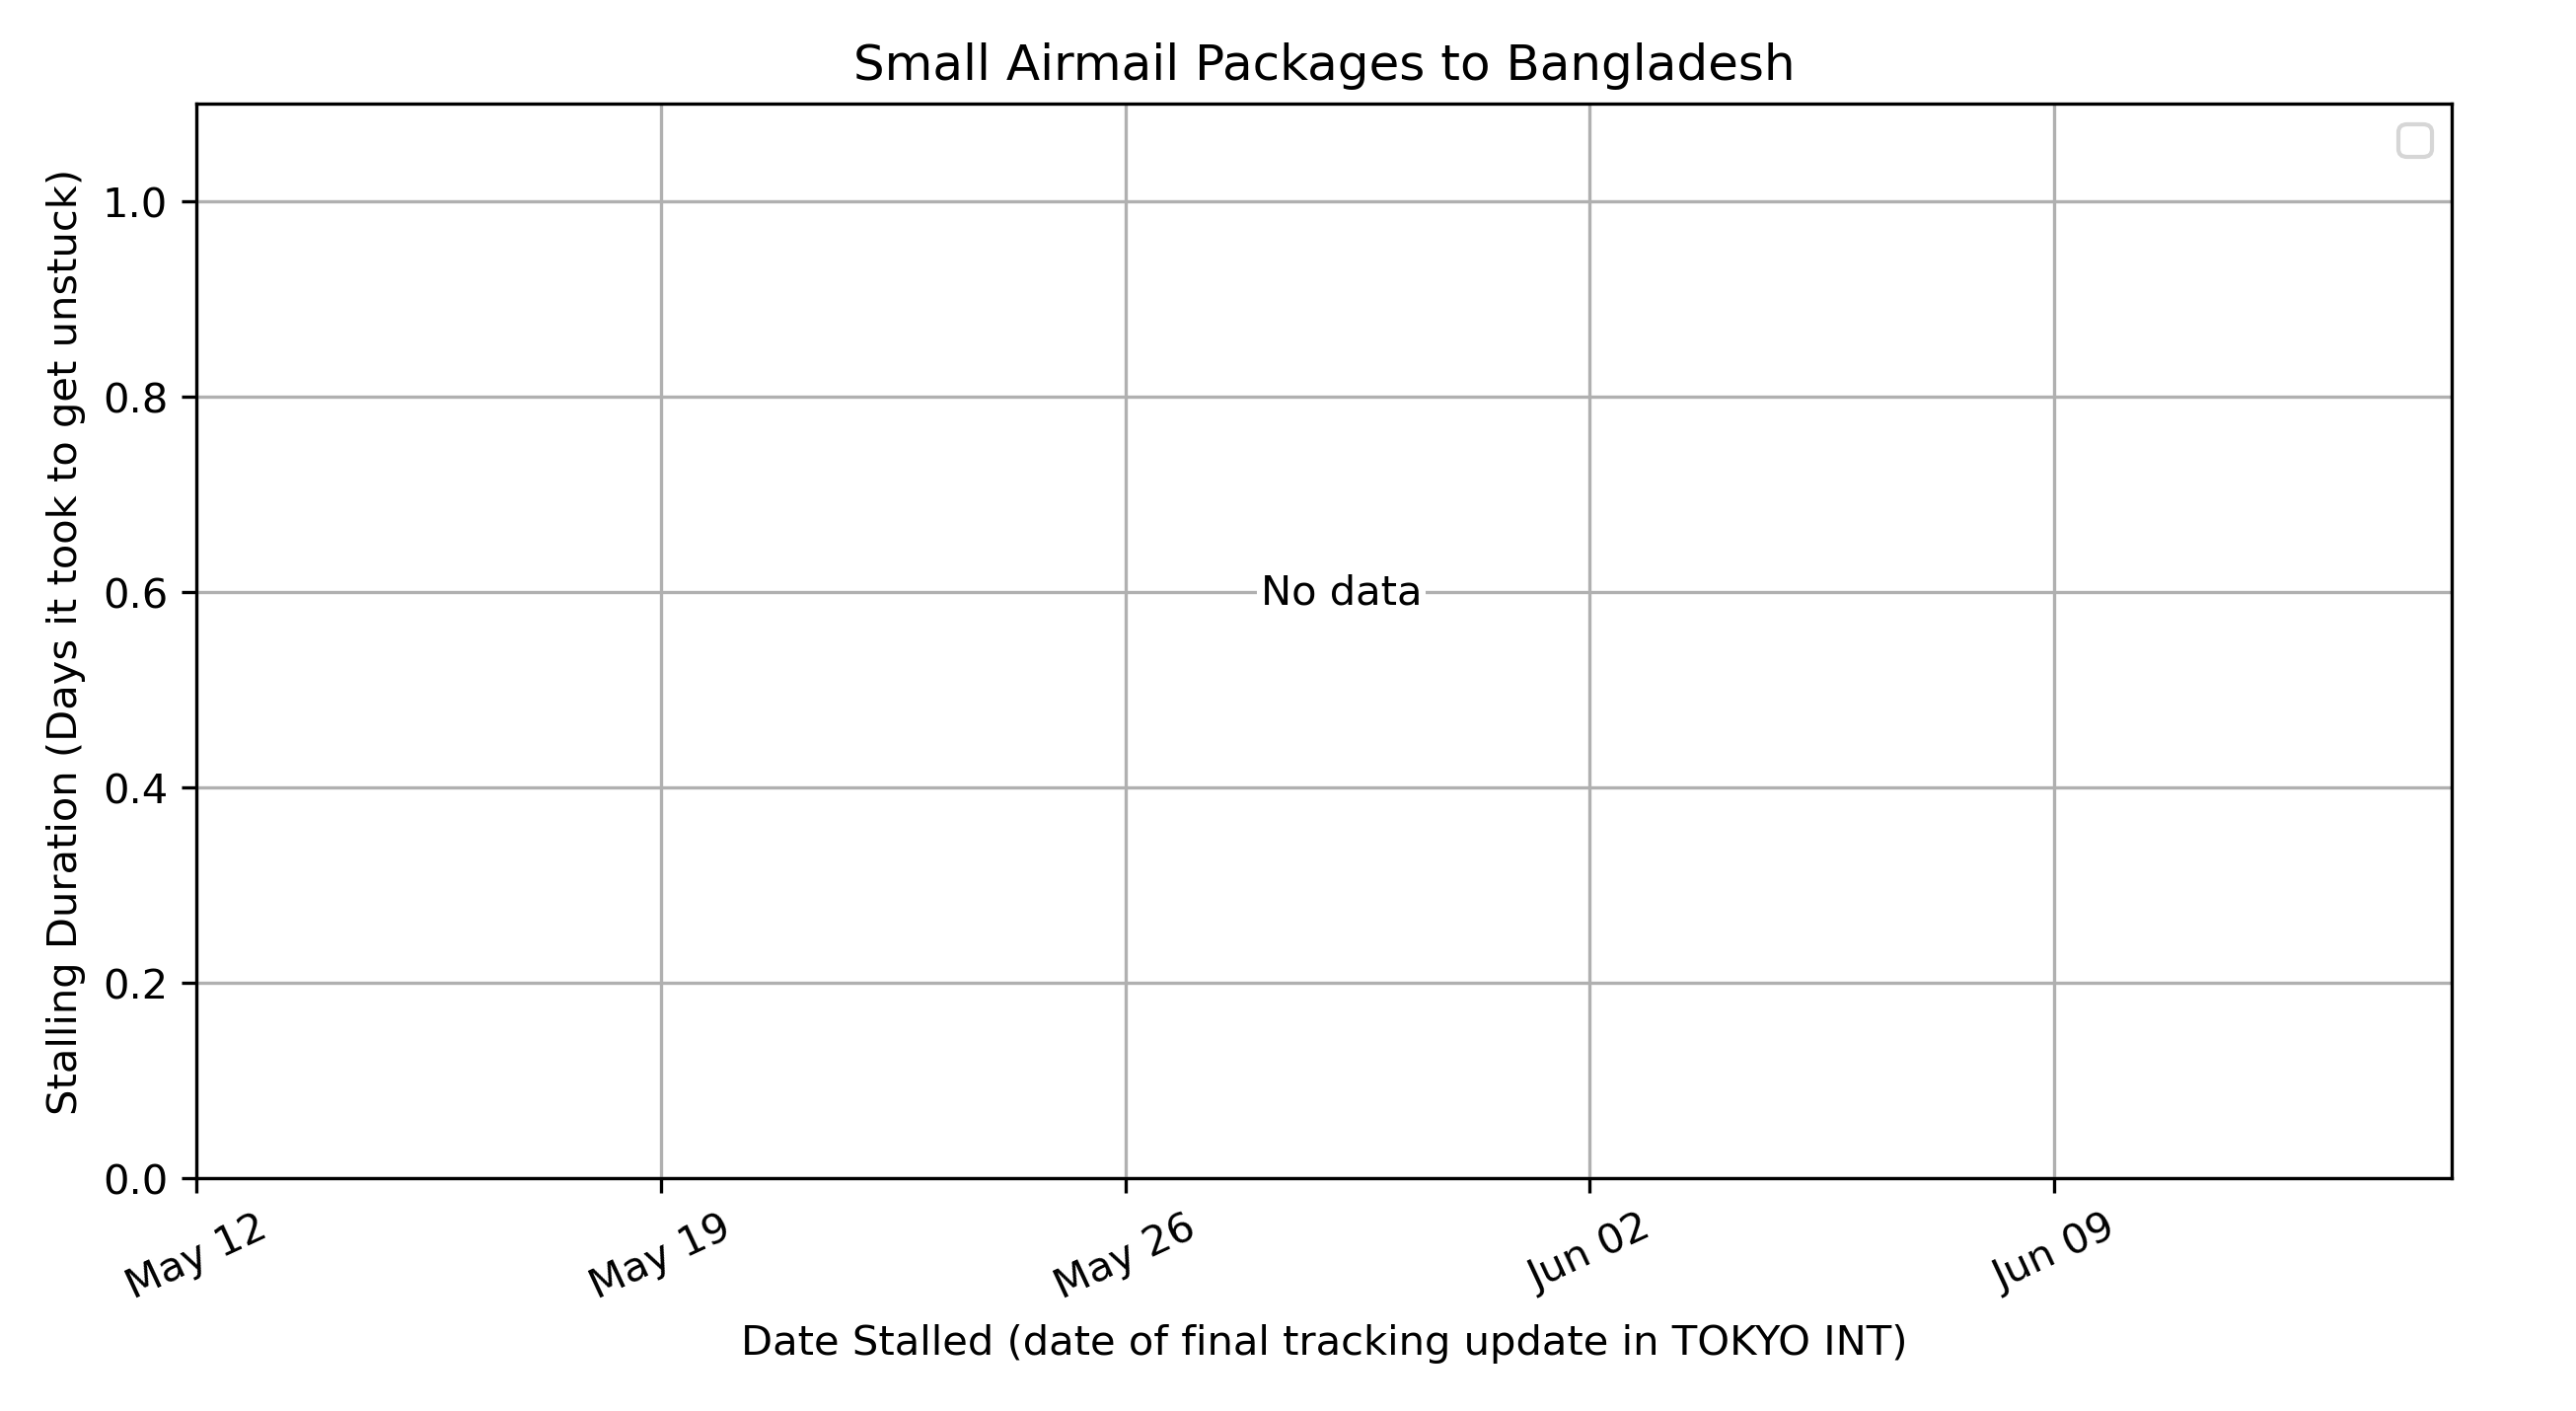 Small Airmail Packages to Bangladesh
Stalling Duration (Days it took to get unstuck)
1.0
0.8
0.6
0.4
0.2
0.0
No data
May 12
May 19
May 26
Jun 02
Jun 09
Date Stalled (date of final tracking update in TOKYO INT)